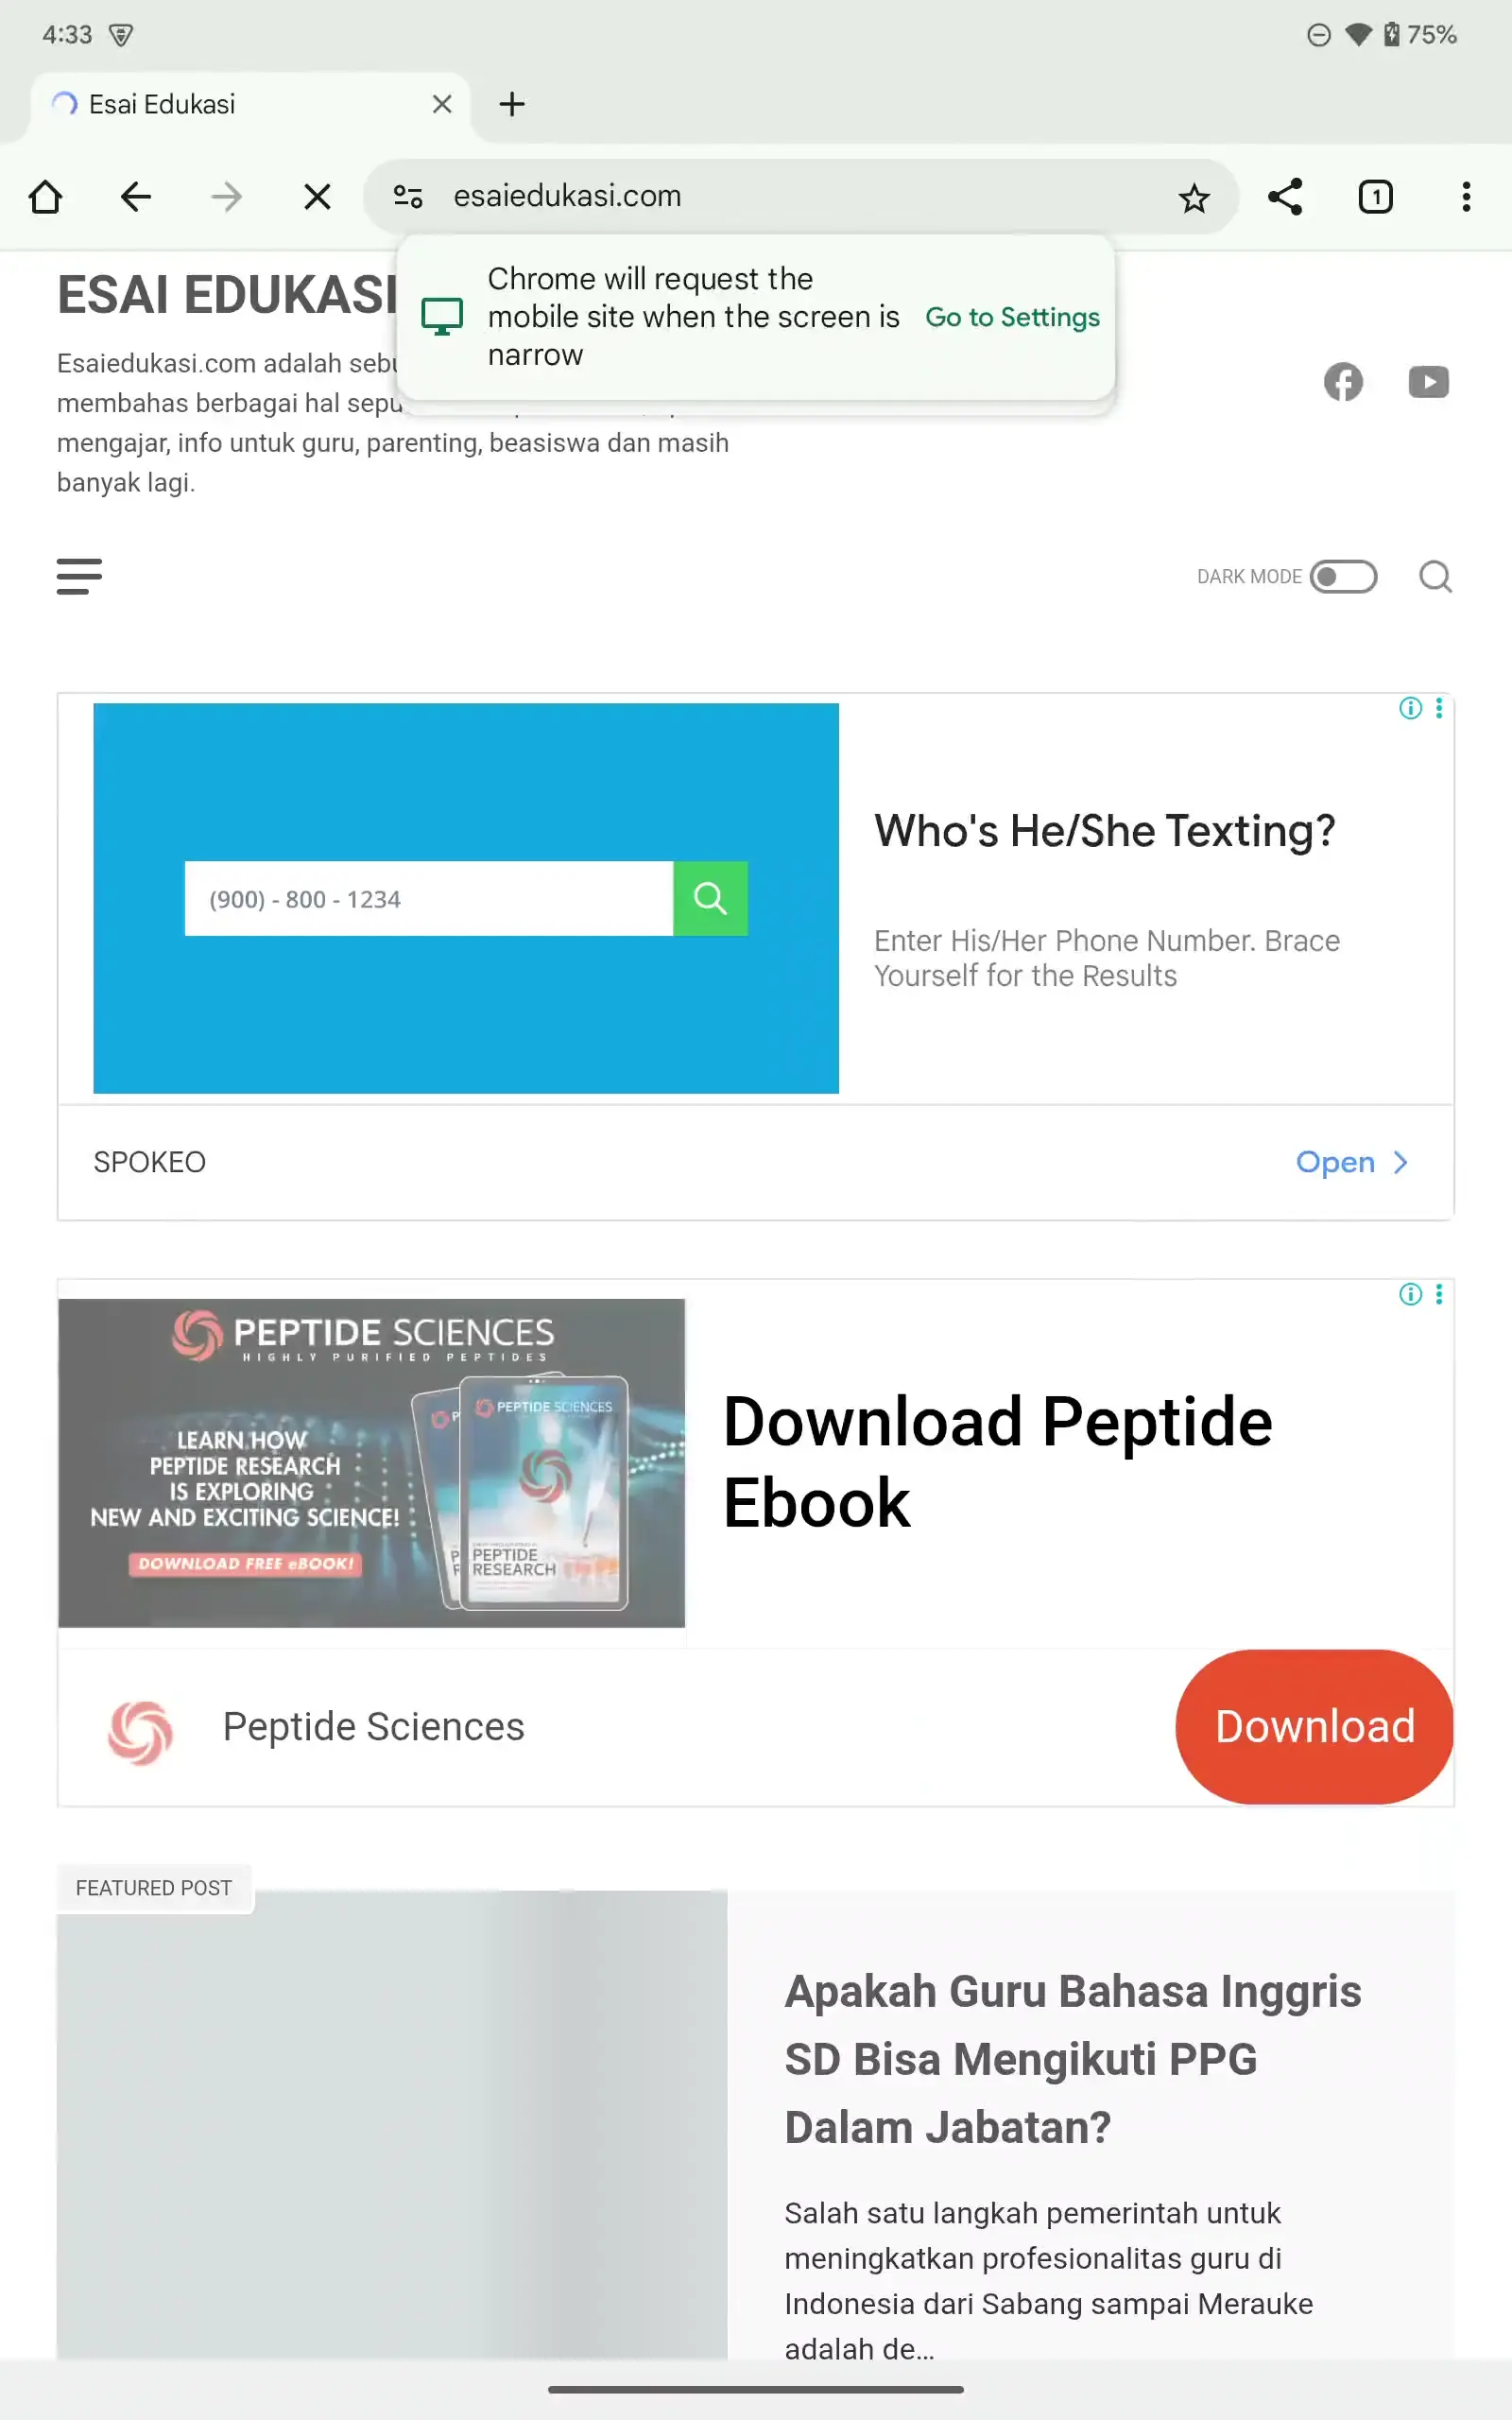 4:33
75%
Esai Edukasi
esaiedukasi.com
1
Chrome will request the
mobile site when the screen is
narrow
Go to Settings
ESAI EDUKASI
Esaiedukasi.com adalah
membahas berbagai hal
mengajar, info untuk guru, parenting, beasiswa dan masih
banyak lagi.
DARK MODE
(900) - 800 - 1234
Who's He/She Texting?
Enter His/Her Phone Number. Brace
Yourself for the Results
SPOKEO
Open
PEPTIDE SCIENCES
HIGHLY PURIFIED PEPTIDES
LEARN HOW
PEPTIDE RESEARCH
IS EXPLORING
NEW AND EXCITING SCIENCE!
DOWNLOAD FREE eBOOK!
PEPTIDE SCIENCES
PEPTIDE
RESEARCH
Download Peptide
Ebook
Peptide Sciences
Download
FEATURED POST
Apakah Guru Bahasa Inggris
SD Bisa Mengikuti PPG
Dalam Jabatan?
Salah satu langkah pemerintah untuk
meningkatkan profesionalitas guru di
Indonesia dari Sabang sampai Merauke
adalah de...